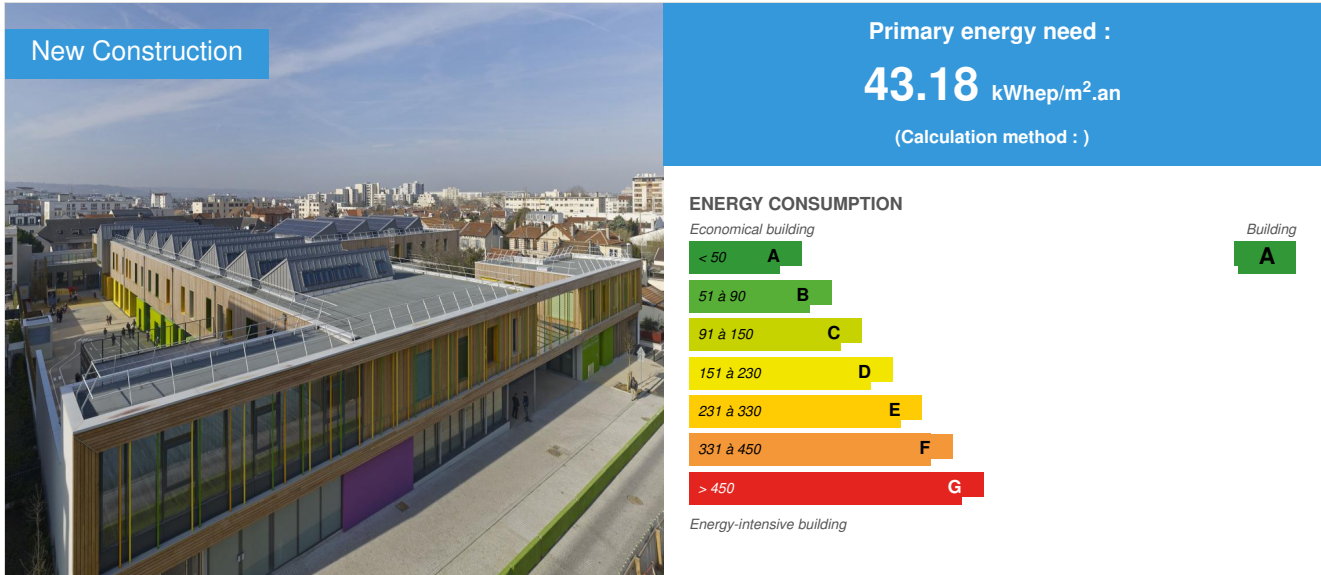 New Construction
Primary energy need :
43.18 kWhep/m².an
(Calculation method : )
ENERGY CONSUMPTION
Economical building
Building
< 50 A
A
51 à 90 B
91 à 150 C
151 à 230 D
231 à 330 E
331 à 450 F
> 450 G
Energy-intensive building